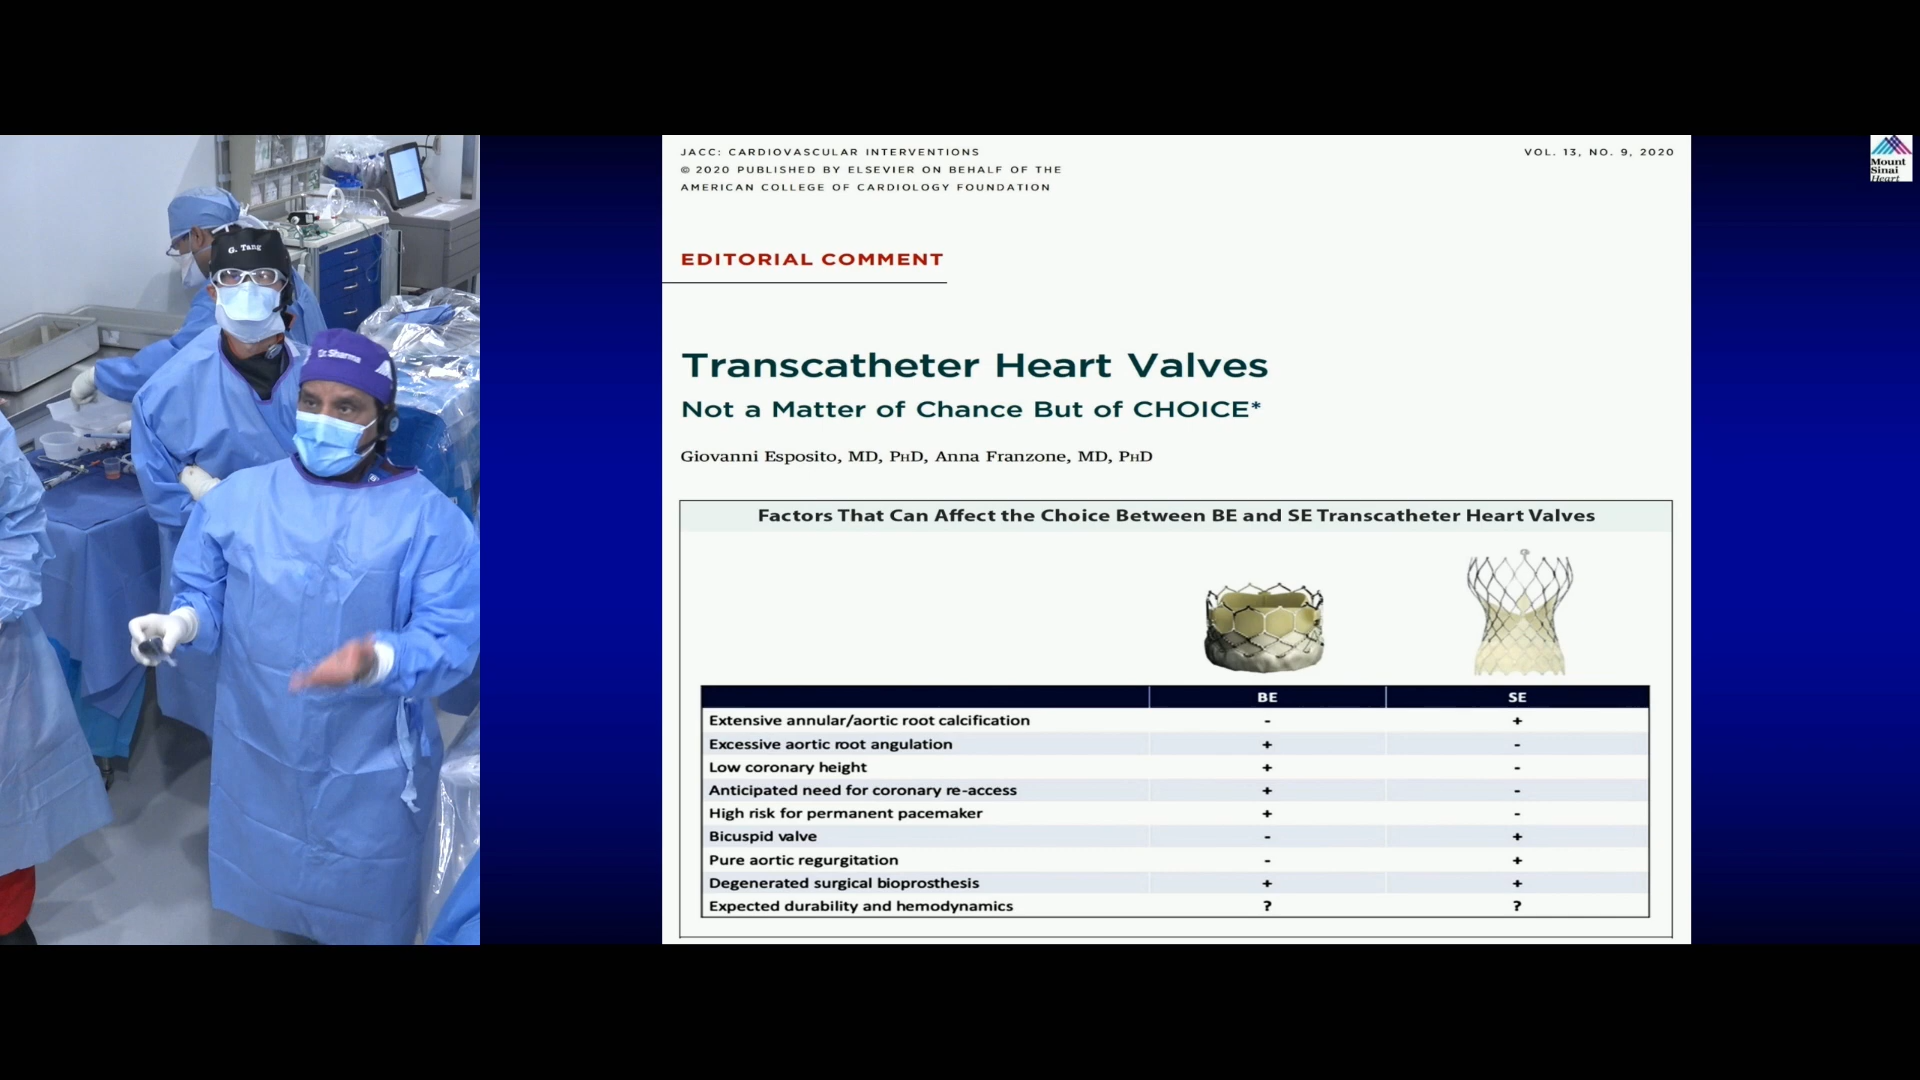 G. Tang
Dr. Sharma
JACC: CARDIOVASCULAR INTERVENTIONS
VOL. 13, NO. 9, 2020
© 2020 PUBLISHED BY ELSEVIER ON BEHALF OF THE
AMERICAN COLLEGE OF CARDIOLOGY FOUNDATION
Mount
Sinai
Heart
EDITORIAL COMMENT
Transcatheter Heart Valves
Not a Matter of Chance But of CHOICE*
Giovanni Esposito, MD, PHD, Anna Franzone, MD, PHD
Factors That Can Affect the Choice Between BE and SE Transcatheter Heart Valves
BE SE
Extensive annular/aortic root calcification - +
Excessive aortic root angulation + -
Low coronary height + -
Anticipated need for coronary re-access + -
High risk for permanent pacemaker + -
Bicuspid valve - +
Pure aortic regurgitation - +
Degenerated surgical bioprosthesis + +
Expected durability and hemodynamics ? ?